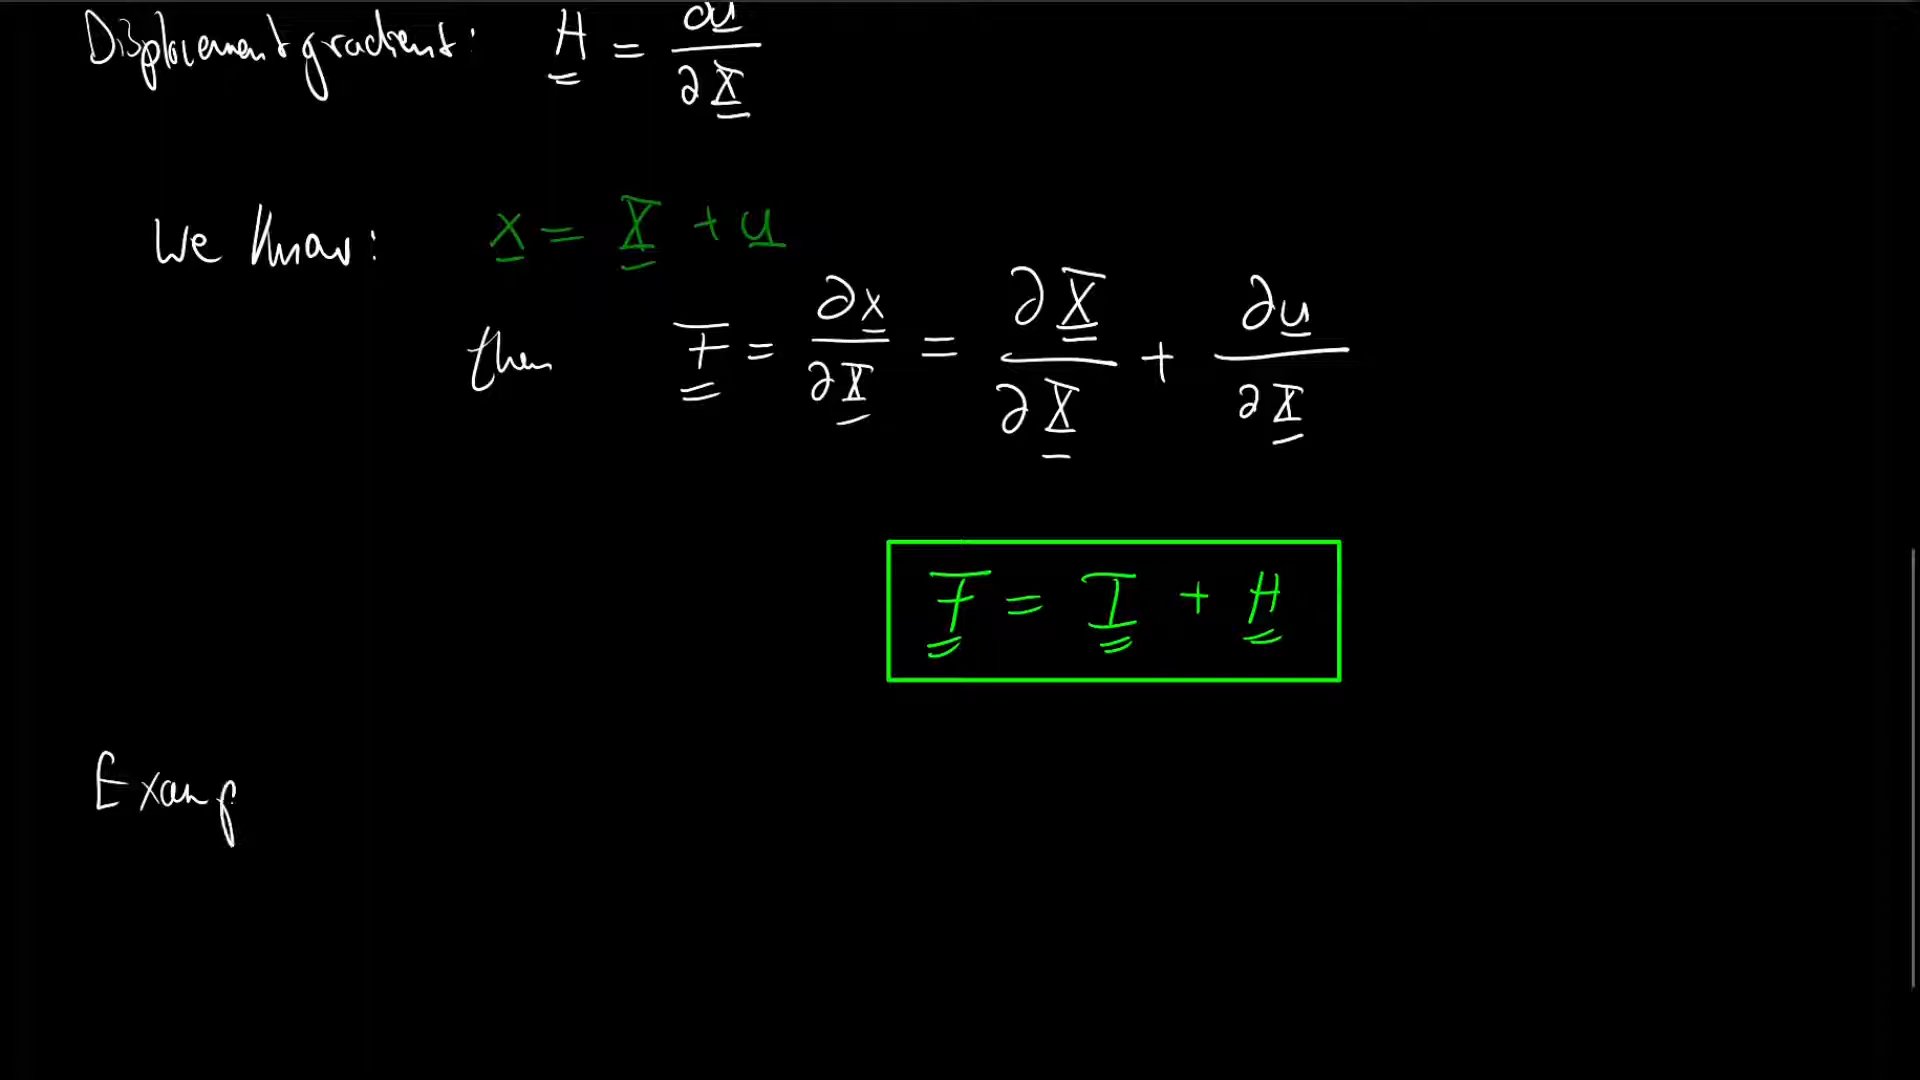 Displacement gradient: H = ∂u / ∂X
We know: x = X + u
then F = ∂x / ∂X = ∂X / ∂X + ∂u / ∂X
F = I + H
Examp